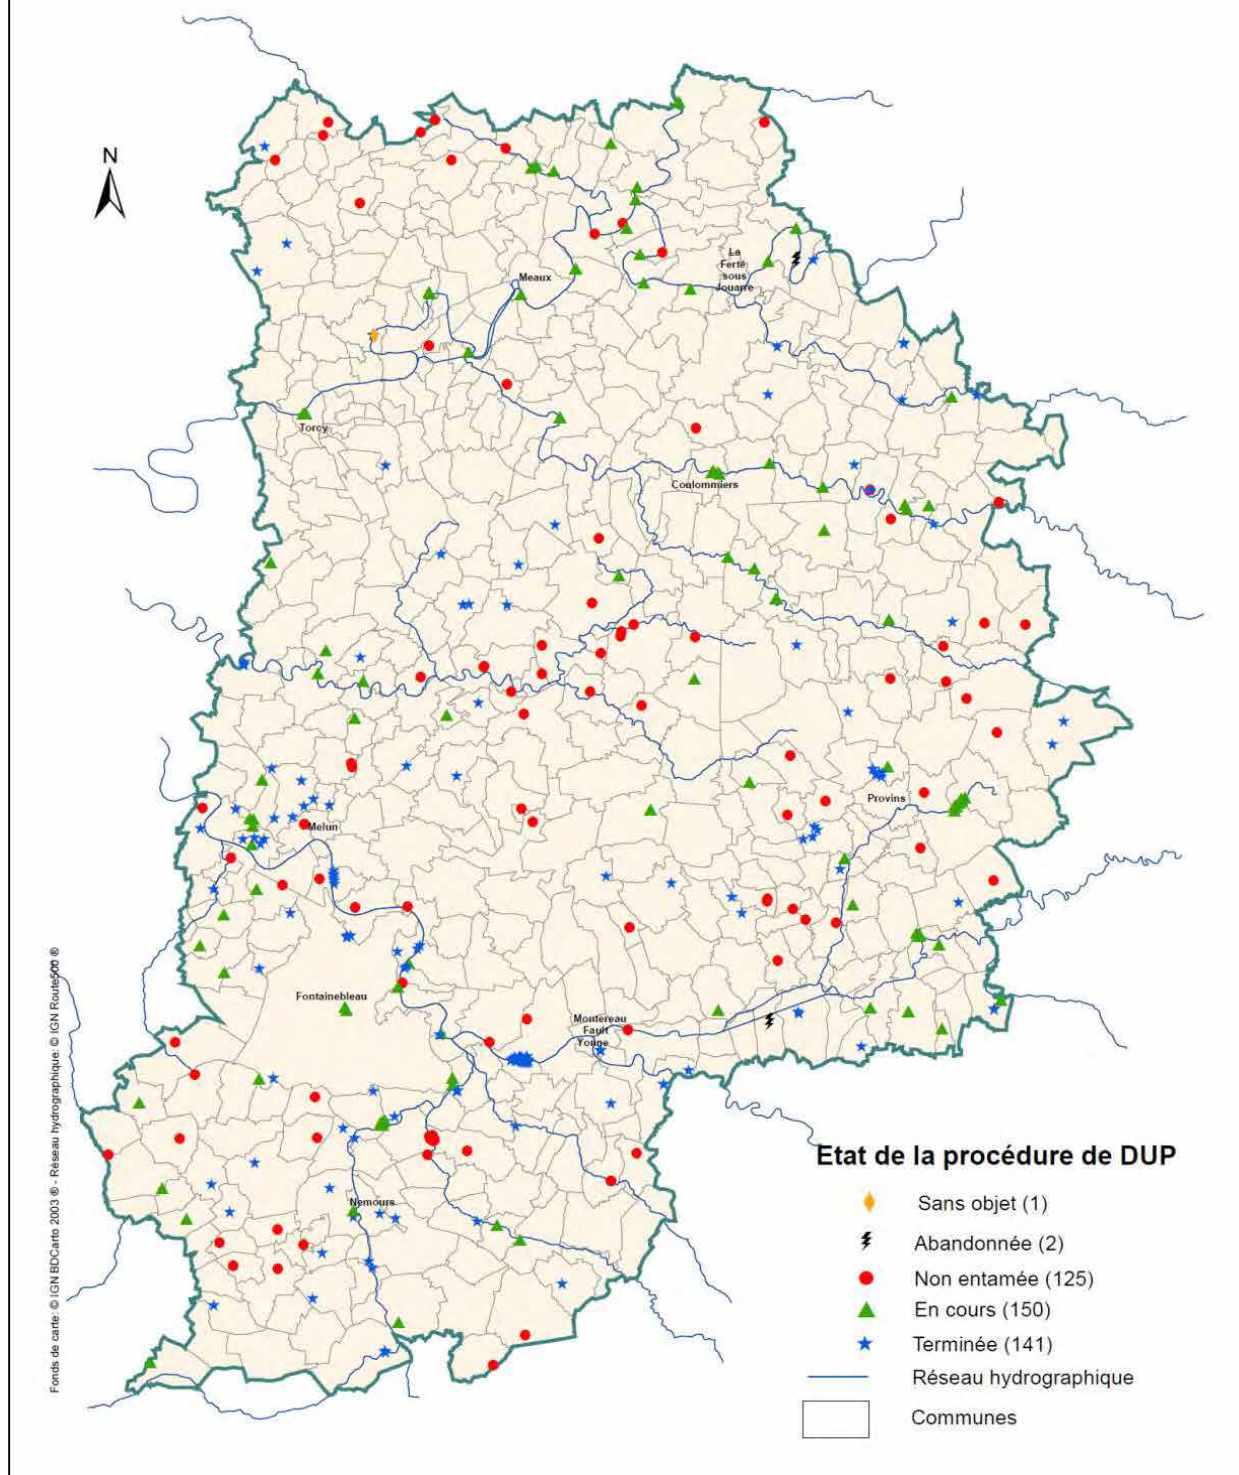 N
Meaux
La
Ferté
sous
Jouarre
Torcy
Coulommiers
Provins
Melun
Fontainebleau
Montereau
Fault
Yonne
Nemours
Fonds de carte: © IGN BDCarto 2003 ® - Réseau hydrographique: © IGN Route500 ®
Etat de la procédure de DUP
Sans objet (1)
Abandonnée (2)
Non entamée (125)
En cours (150)
Terminée (141)
Réseau hydrographique
Communes